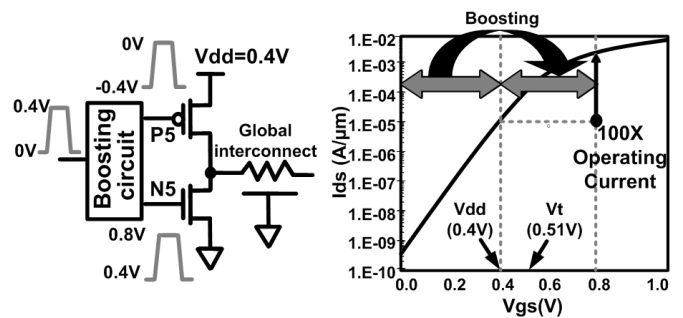 0V
Vdd=0.4V
-0.4V
0.4V
0V
Boosting
circuit
P5
Global
interconnect
N5
0.8V
0.4V
Boosting
Ids (A/μm)
1.E-02
1.E-03
1.E-04
1.E-05
1.E-06
1.E-07
1.E-08
1.E-09
1.E-10
100X
Operating
Current
Vdd
(0.4V)
Vt
(0.51V)
0.0 0.2 0.4 0.6 0.8 1.0
Vgs(V)